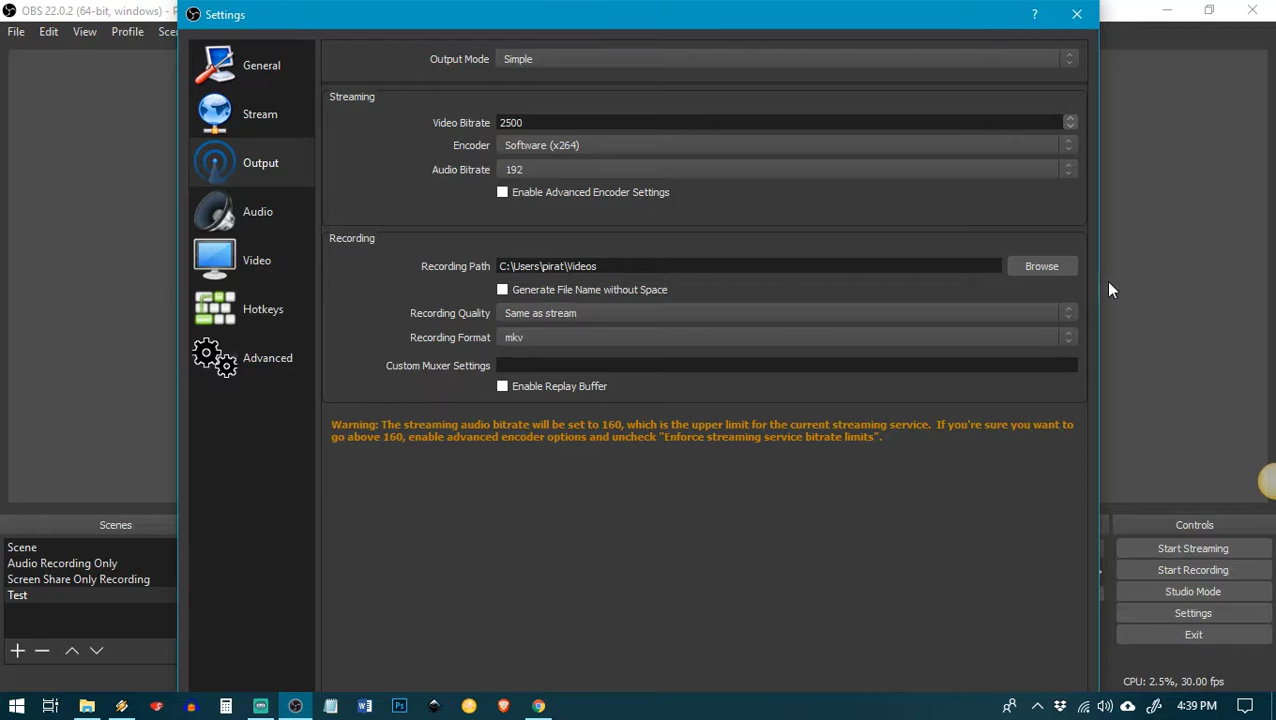 OBS 22.0.2 (64-bit, windows) - P
File Edit View Profile Scen
Settings
?
General
Stream
Output
Audio
Video
Hotkeys
Advanced
Output Mode Simple
Streaming
Video Bitrate 2500
Encoder Software (x264)
Audio Bitrate 192
Enable Advanced Encoder Settings
Recording
Recording Path C:\Users\pirat\Videos Browse
Generate File Name without Space
Recording Quality Same as stream
Recording Format mkv
Custom Muxer Settings
Enable Replay Buffer
Warning: The streaming audio bitrate will be set to 160, which is the upper limit for the current streaming service. If you're sure you want to
go above 160, enable advanced encoder options and uncheck "Enforce streaming service bitrate limits".
Scenes
Scene
Audio Recording Only
Screen Share Only Recording
Test
Controls
Start Streaming
Start Recording
Studio Mode
Settings
Exit
CPU: 2.5%, 30.00 fps
4:39 PM